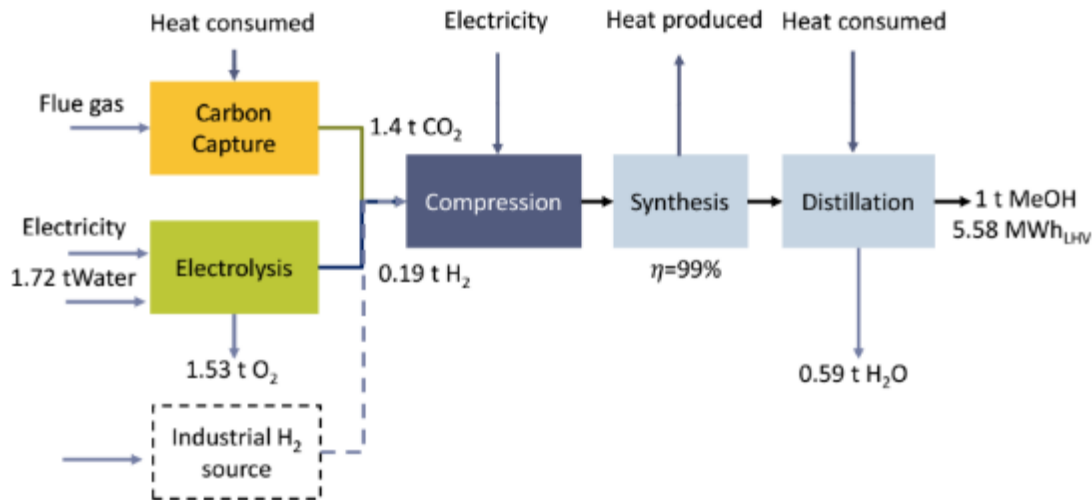 Heat consumed
Electricity
Heat produced
Heat consumed
Flue gas
Carbon
Capture
1.4 t CO₂
Compression
Synthesis
Distillation
1 t MeOH
5.58 MWh_LHV
Electricity
1.72 tWater
Electrolysis
0.19 t H₂
η=99%
1.53 t O₂
0.59 t H₂O
Industrial H₂
source